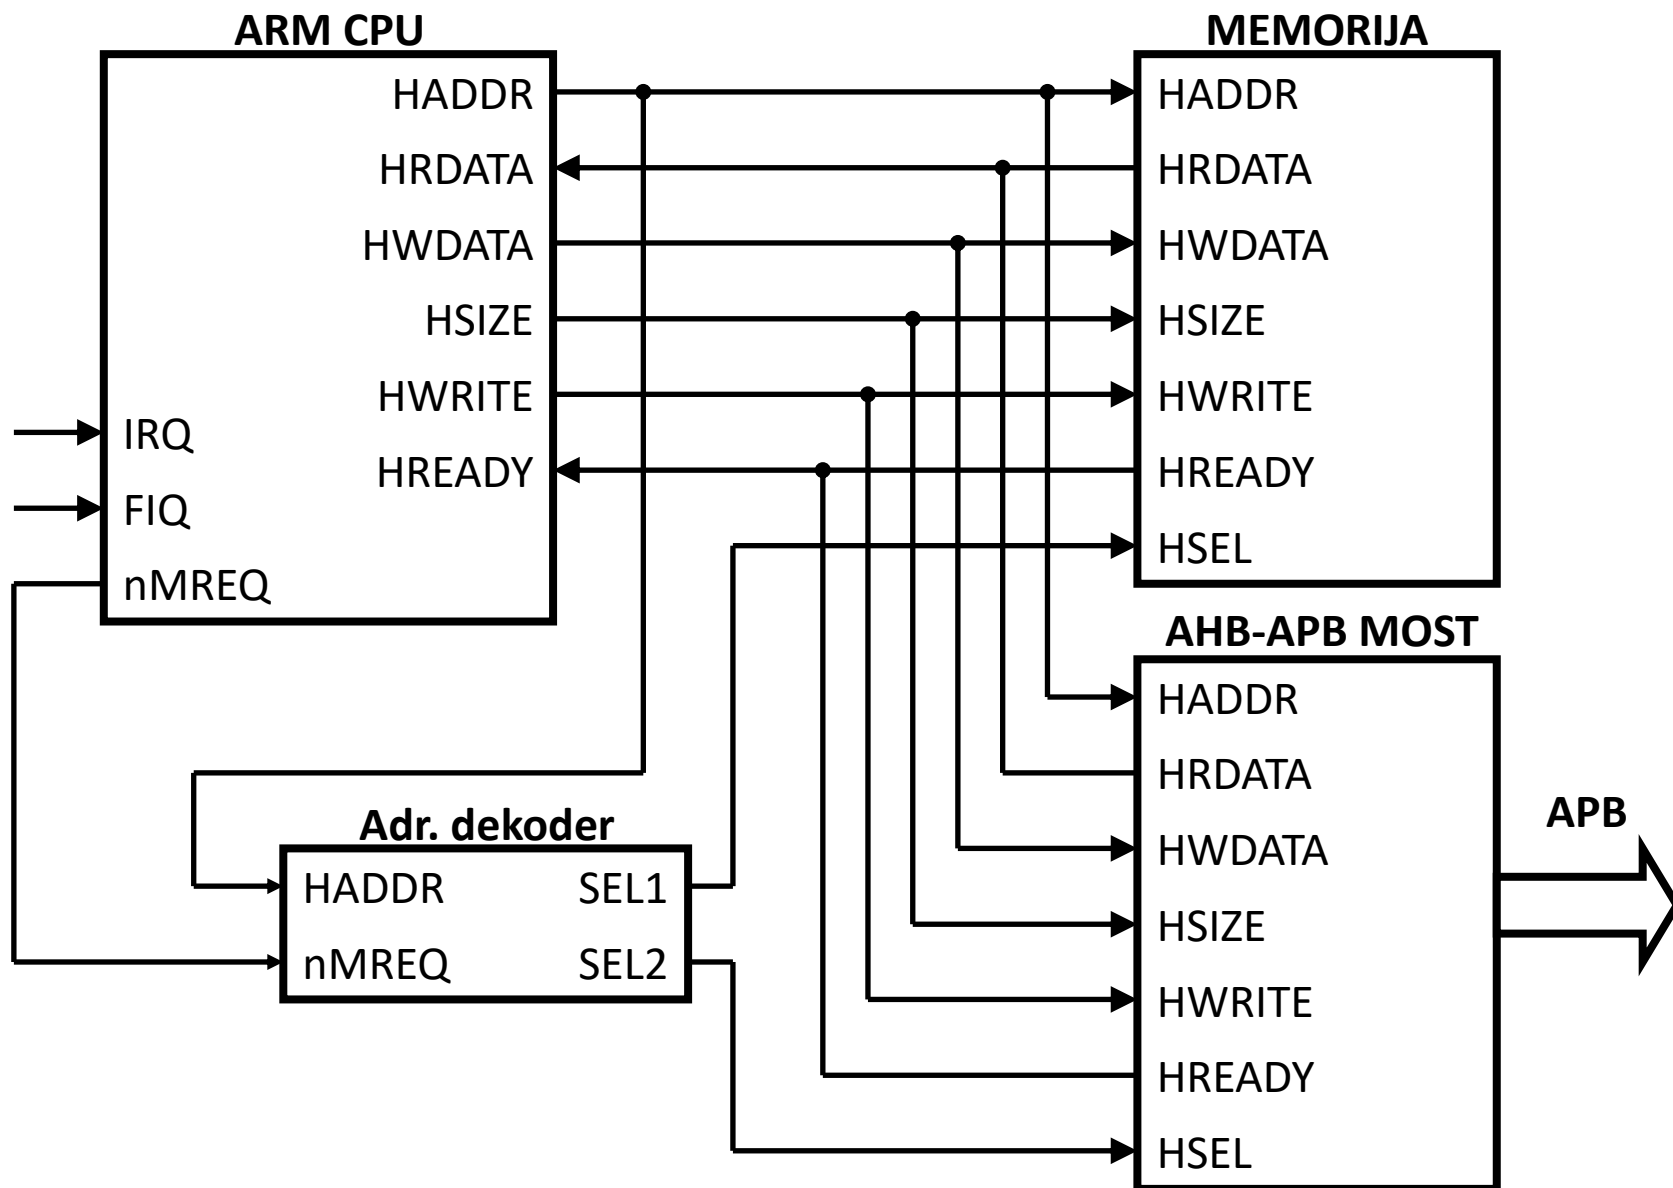 ARM CPU
HADDR
HRDATA
HWDATA
HSIZE
HWRITE
HREADY
IRQ
FIQ
nMREQ
MEMORIJA
HADDR
HRDATA
HWDATA
HSIZE
HWRITE
HREADY
HSEL
Adr. dekoder
HADDR SEL1
nMREQ SEL2
AHB-APB MOST
HADDR
HRDATA
HWDATA
HSIZE
HWRITE
HREADY
HSEL
APB